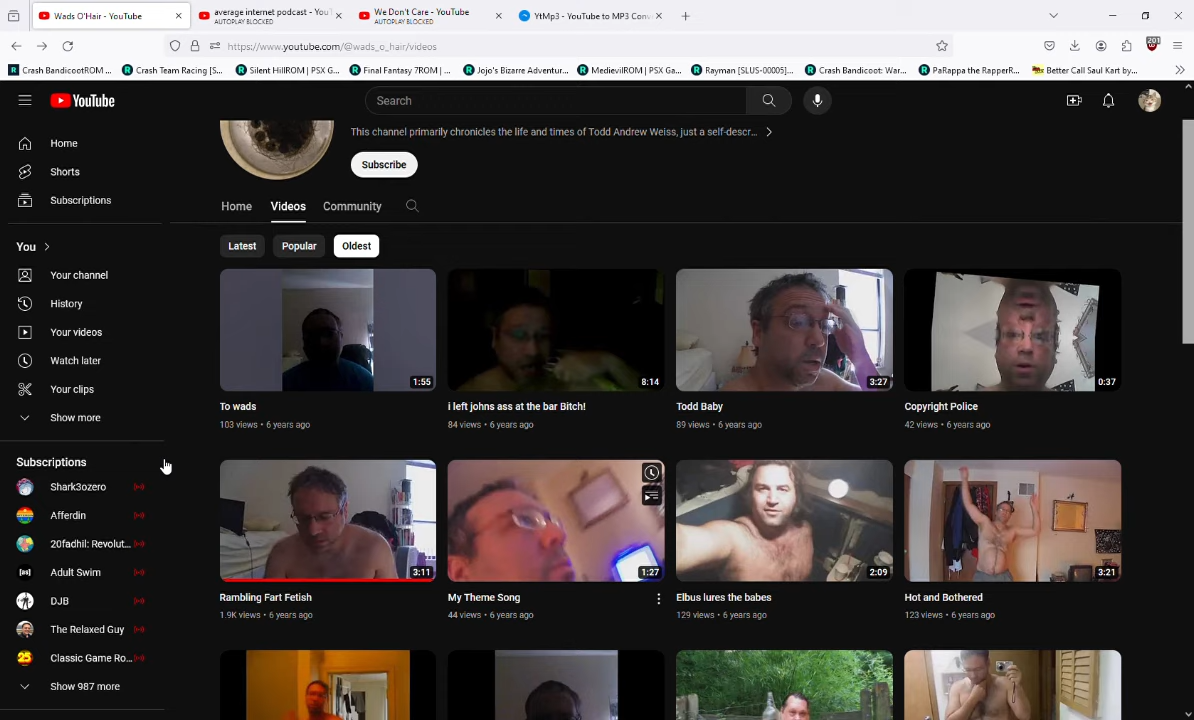 Wads O'Hair - YouTube
average internet podcast - You
AUTOPLAY BLOCKED
We Don't Care - YouTube
AUTOPLAY BLOCKED
YtMp3 - YouTube to MP3 Con
https://www.youtube.com/@wads_o_hair/videos
201
Crash BandicootROM ...
Crash Team Racing [S...
Silent HillROM | PSX G...
Final Fantasy 7ROM | ...
Jojo's Bizarre Adventur...
MedievilROM | PSX Ga...
Rayman [SLUS-00005]...
Crash Bandicoot: War...
PaRappa the RapperR...
Better Call Saul Kart by...
YouTube
Search
Home
Shorts
Subscriptions
You
Your channel
History
Your videos
Watch later
Your clips
Show more
Subscriptions
Shark3ozero
Afferdin
20fadhil: Revolut...
Adult Swim
DJB
The Relaxed Guy
Classic Game Ro...
Show 987 more
This channel primarily chronicles the life and times of Todd Andrew Weiss, just a self-descr...
Subscribe
Home Videos Community
Latest Popular Oldest
1:55
To wads
103 views • 6 years ago
8:14
i left johns ass at the bar Bitch!
84 views • 6 years ago
3:27
Todd Baby
89 views • 6 years ago
0:37
Copyright Police
42 views • 6 years ago
3:11
Rambling Fart Fetish
1.9K views • 6 years ago
1:27
My Theme Song
44 views • 6 years ago
2:09
Elbus lures the babes
129 views • 6 years ago
3:21
Hot and Bothered
123 views • 6 years ago